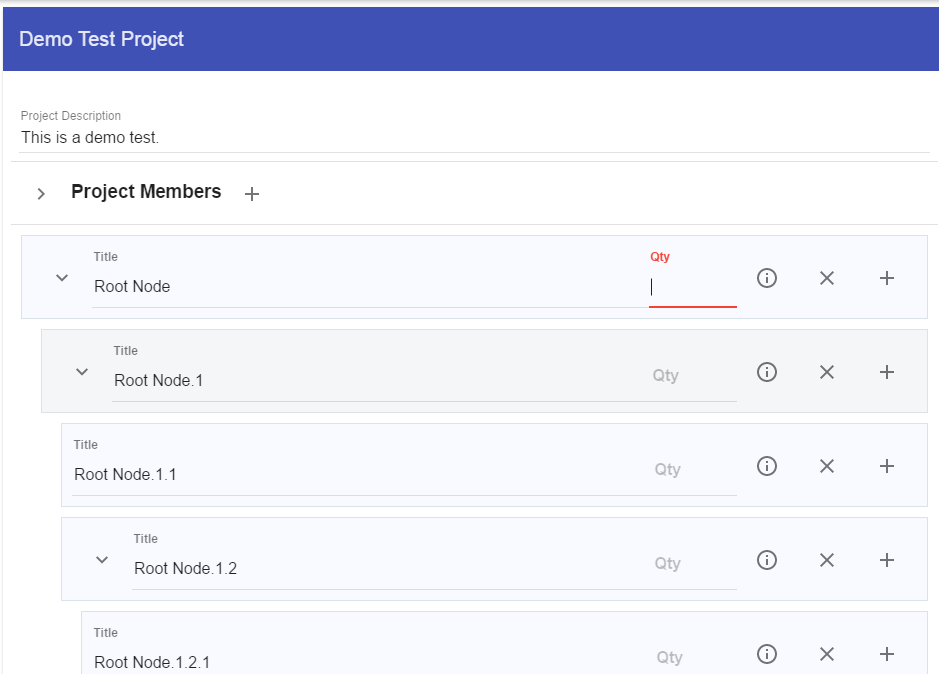 Demo Test Project
Project Description
This is a demo test.
Project Members
Title
Qty
Root Node
Title
Root Node.1
Qty
Title
Root Node.1.1
Qty
Title
Root Node.1.2
Qty
Title
Root Node.1.2.1
Qty